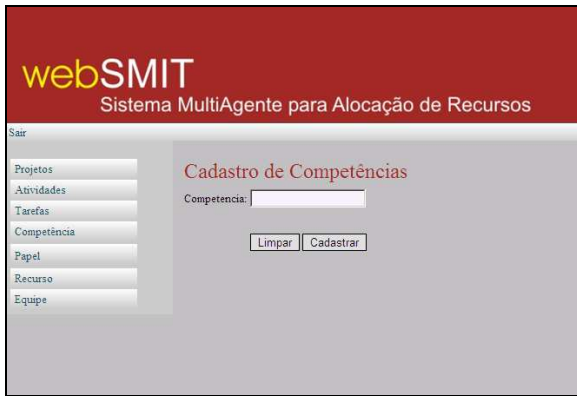 webSMIT
Sistema MultiAgente para Alocação de Recursos
Sair
Projetos
Atividades
Tarefas
Competência
Papel
Recurso
Equipe
Cadastro de Competências
Competencia:
Limpar Cadastrar